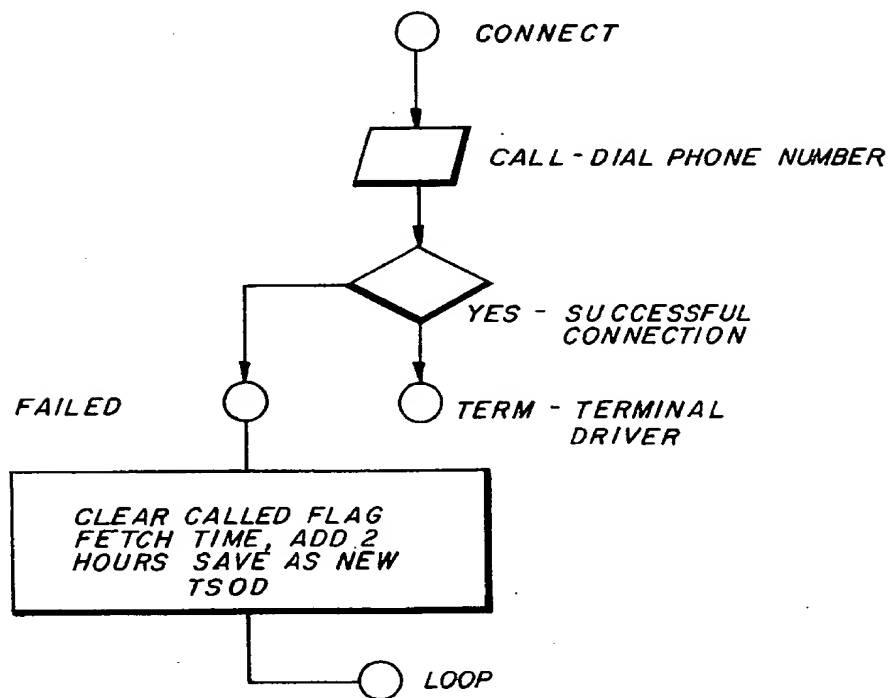 CONNECT
CALL - DIAL PHONE NUMBER
YES - SUCCESSFUL
CONNECTION
FAILED
TERM - TERMINAL
DRIVER
CLEAR CALLED FLAG
FETCH TIME, ADD 2
HOURS SAVE AS NEW
TSOD
LOOP